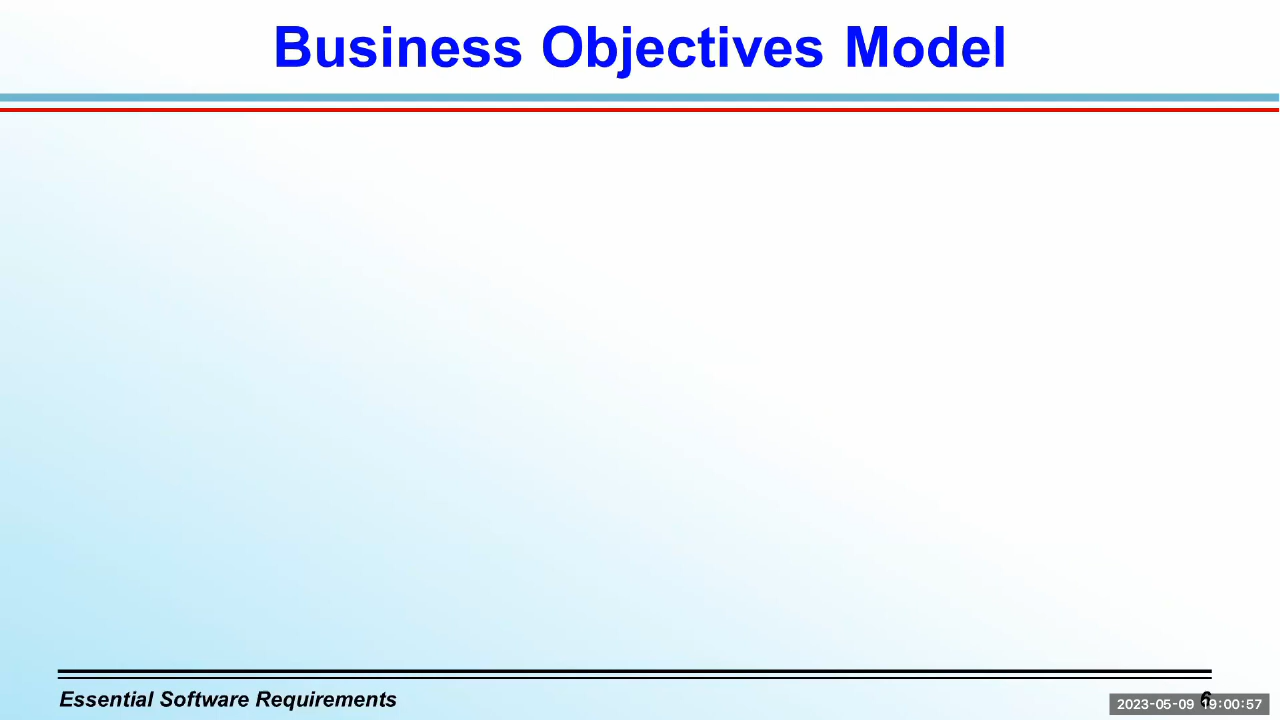 Business Objectives Model
Essential Software Requirements
6
2023-05-09 19:00:57